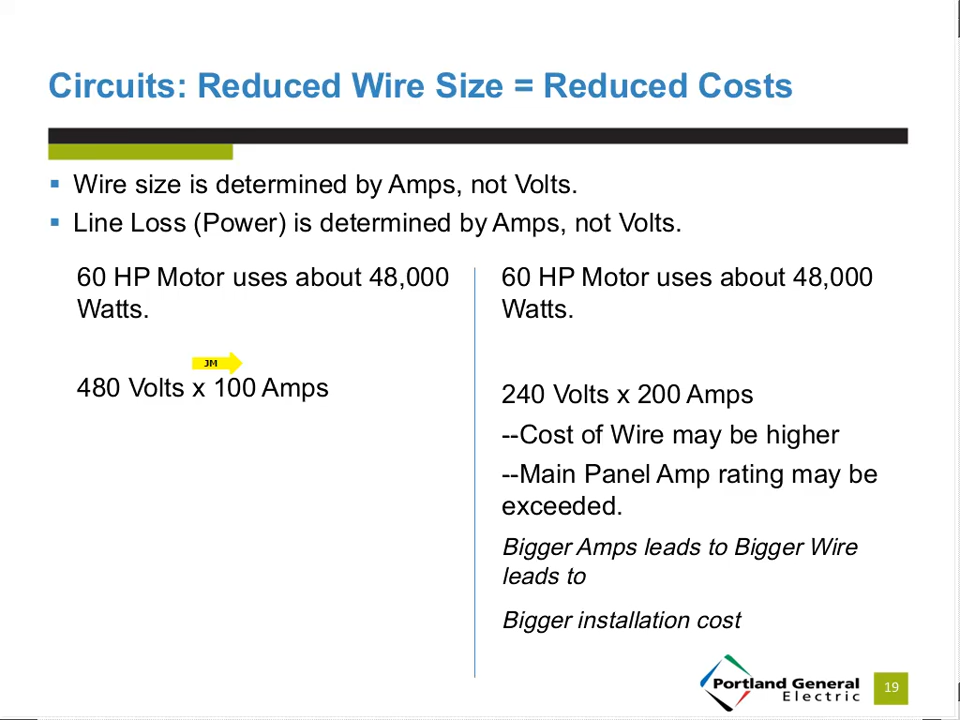 Circuits: Reduced Wire Size = Reduced Costs
Wire size is determined by Amps, not Volts.
Line Loss (Power) is determined by Amps, not Volts.
60 HP Motor uses about 48,000
Watts.
JM
480 Volts x 100 Amps
60 HP Motor uses about 48,000
Watts.
240 Volts x 200 Amps
--Cost of Wire may be higher
--Main Panel Amp rating may be
exceeded.
Bigger Amps leads to Bigger Wire
leads to
Bigger installation cost
Portland General
Electric
19